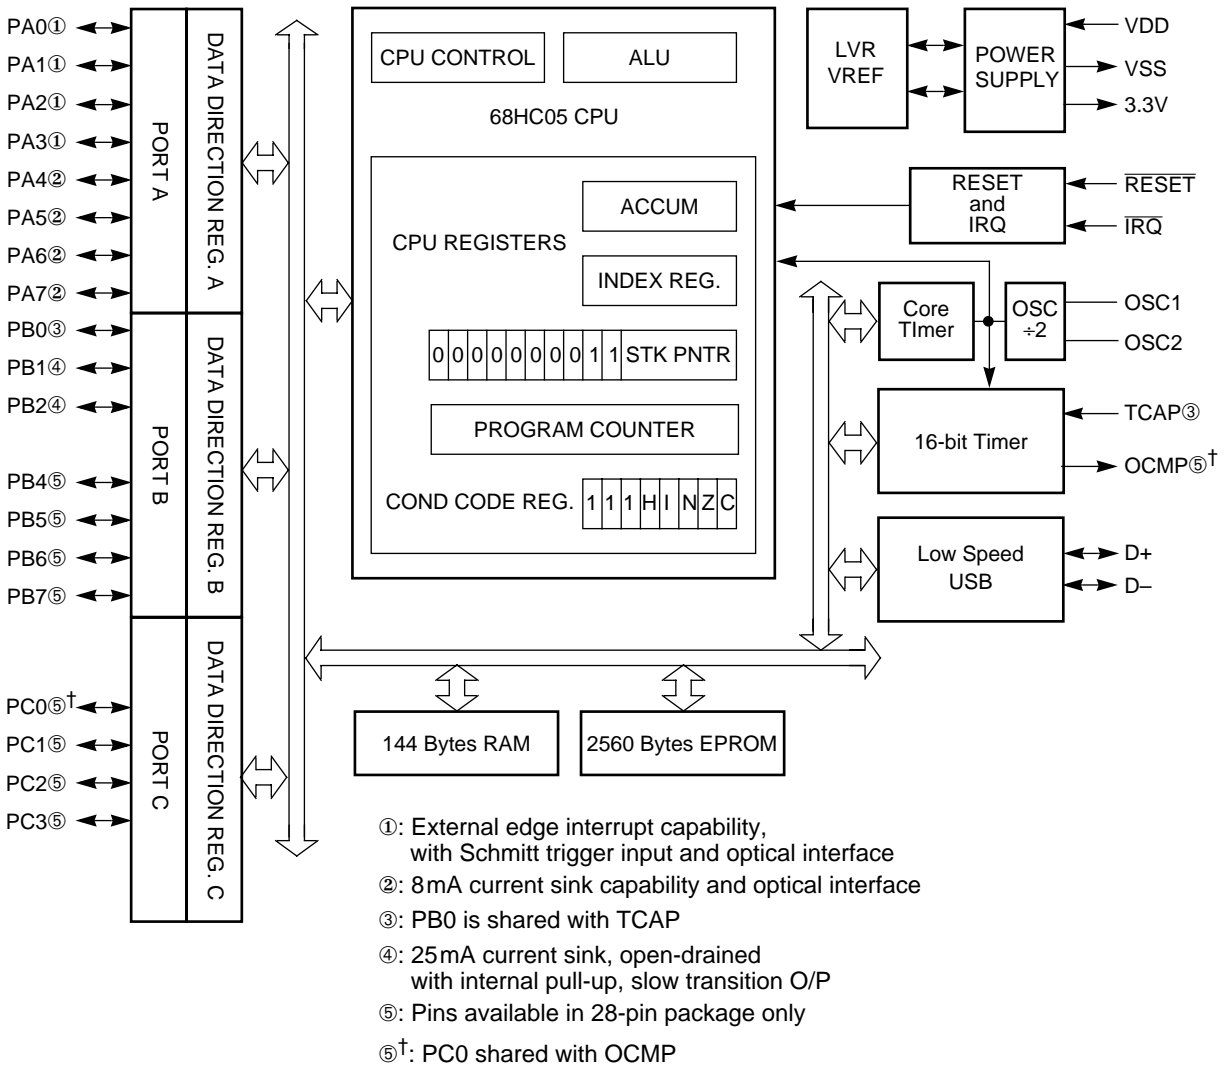 PA0①
PA1①
PA2①
PA3①
PA4②
PA5②
PA6②
PA7②
PB0③
PB1④
PB2④
PB4⑤
PB5⑤
PB6⑤
PB7⑤
PC0⑤†
PC1⑤
PC2⑤
PC3⑤
PORT A
DATA DIRECTION REG. A
PORT B
DATA DIRECTION REG. B
PORT C
DATA DIRECTION REG. C
CPU CONTROL
ALU
68HC05 CPU
ACCUM
CPU REGISTERS
INDEX REG.
0 0 0 0 0 0 0 0 1 1 STK PNTR
PROGRAM COUNTER
COND CODE REG. 1 1 1 H I N Z C
LVR
VREF
POWER
SUPPLY
VDD
VSS
3.3V
RESET
and
IRQ
RESET
IRQ
Core
TImer
OSC
÷2
OSC1
OSC2
16-bit Timer
TCAP③
OCMP⑤†
Low Speed
USB
D+
D–
144 Bytes RAM
2560 Bytes EPROM
①: External edge interrupt capability,
with Schmitt trigger input and optical interface
②: 8mA current sink capability and optical interface
③: PB0 is shared with TCAP
④: 25mA current sink, open-drained
with internal pull-up, slow transition O/P
⑤: Pins available in 28-pin package only
⑤†: PC0 shared with OCMP